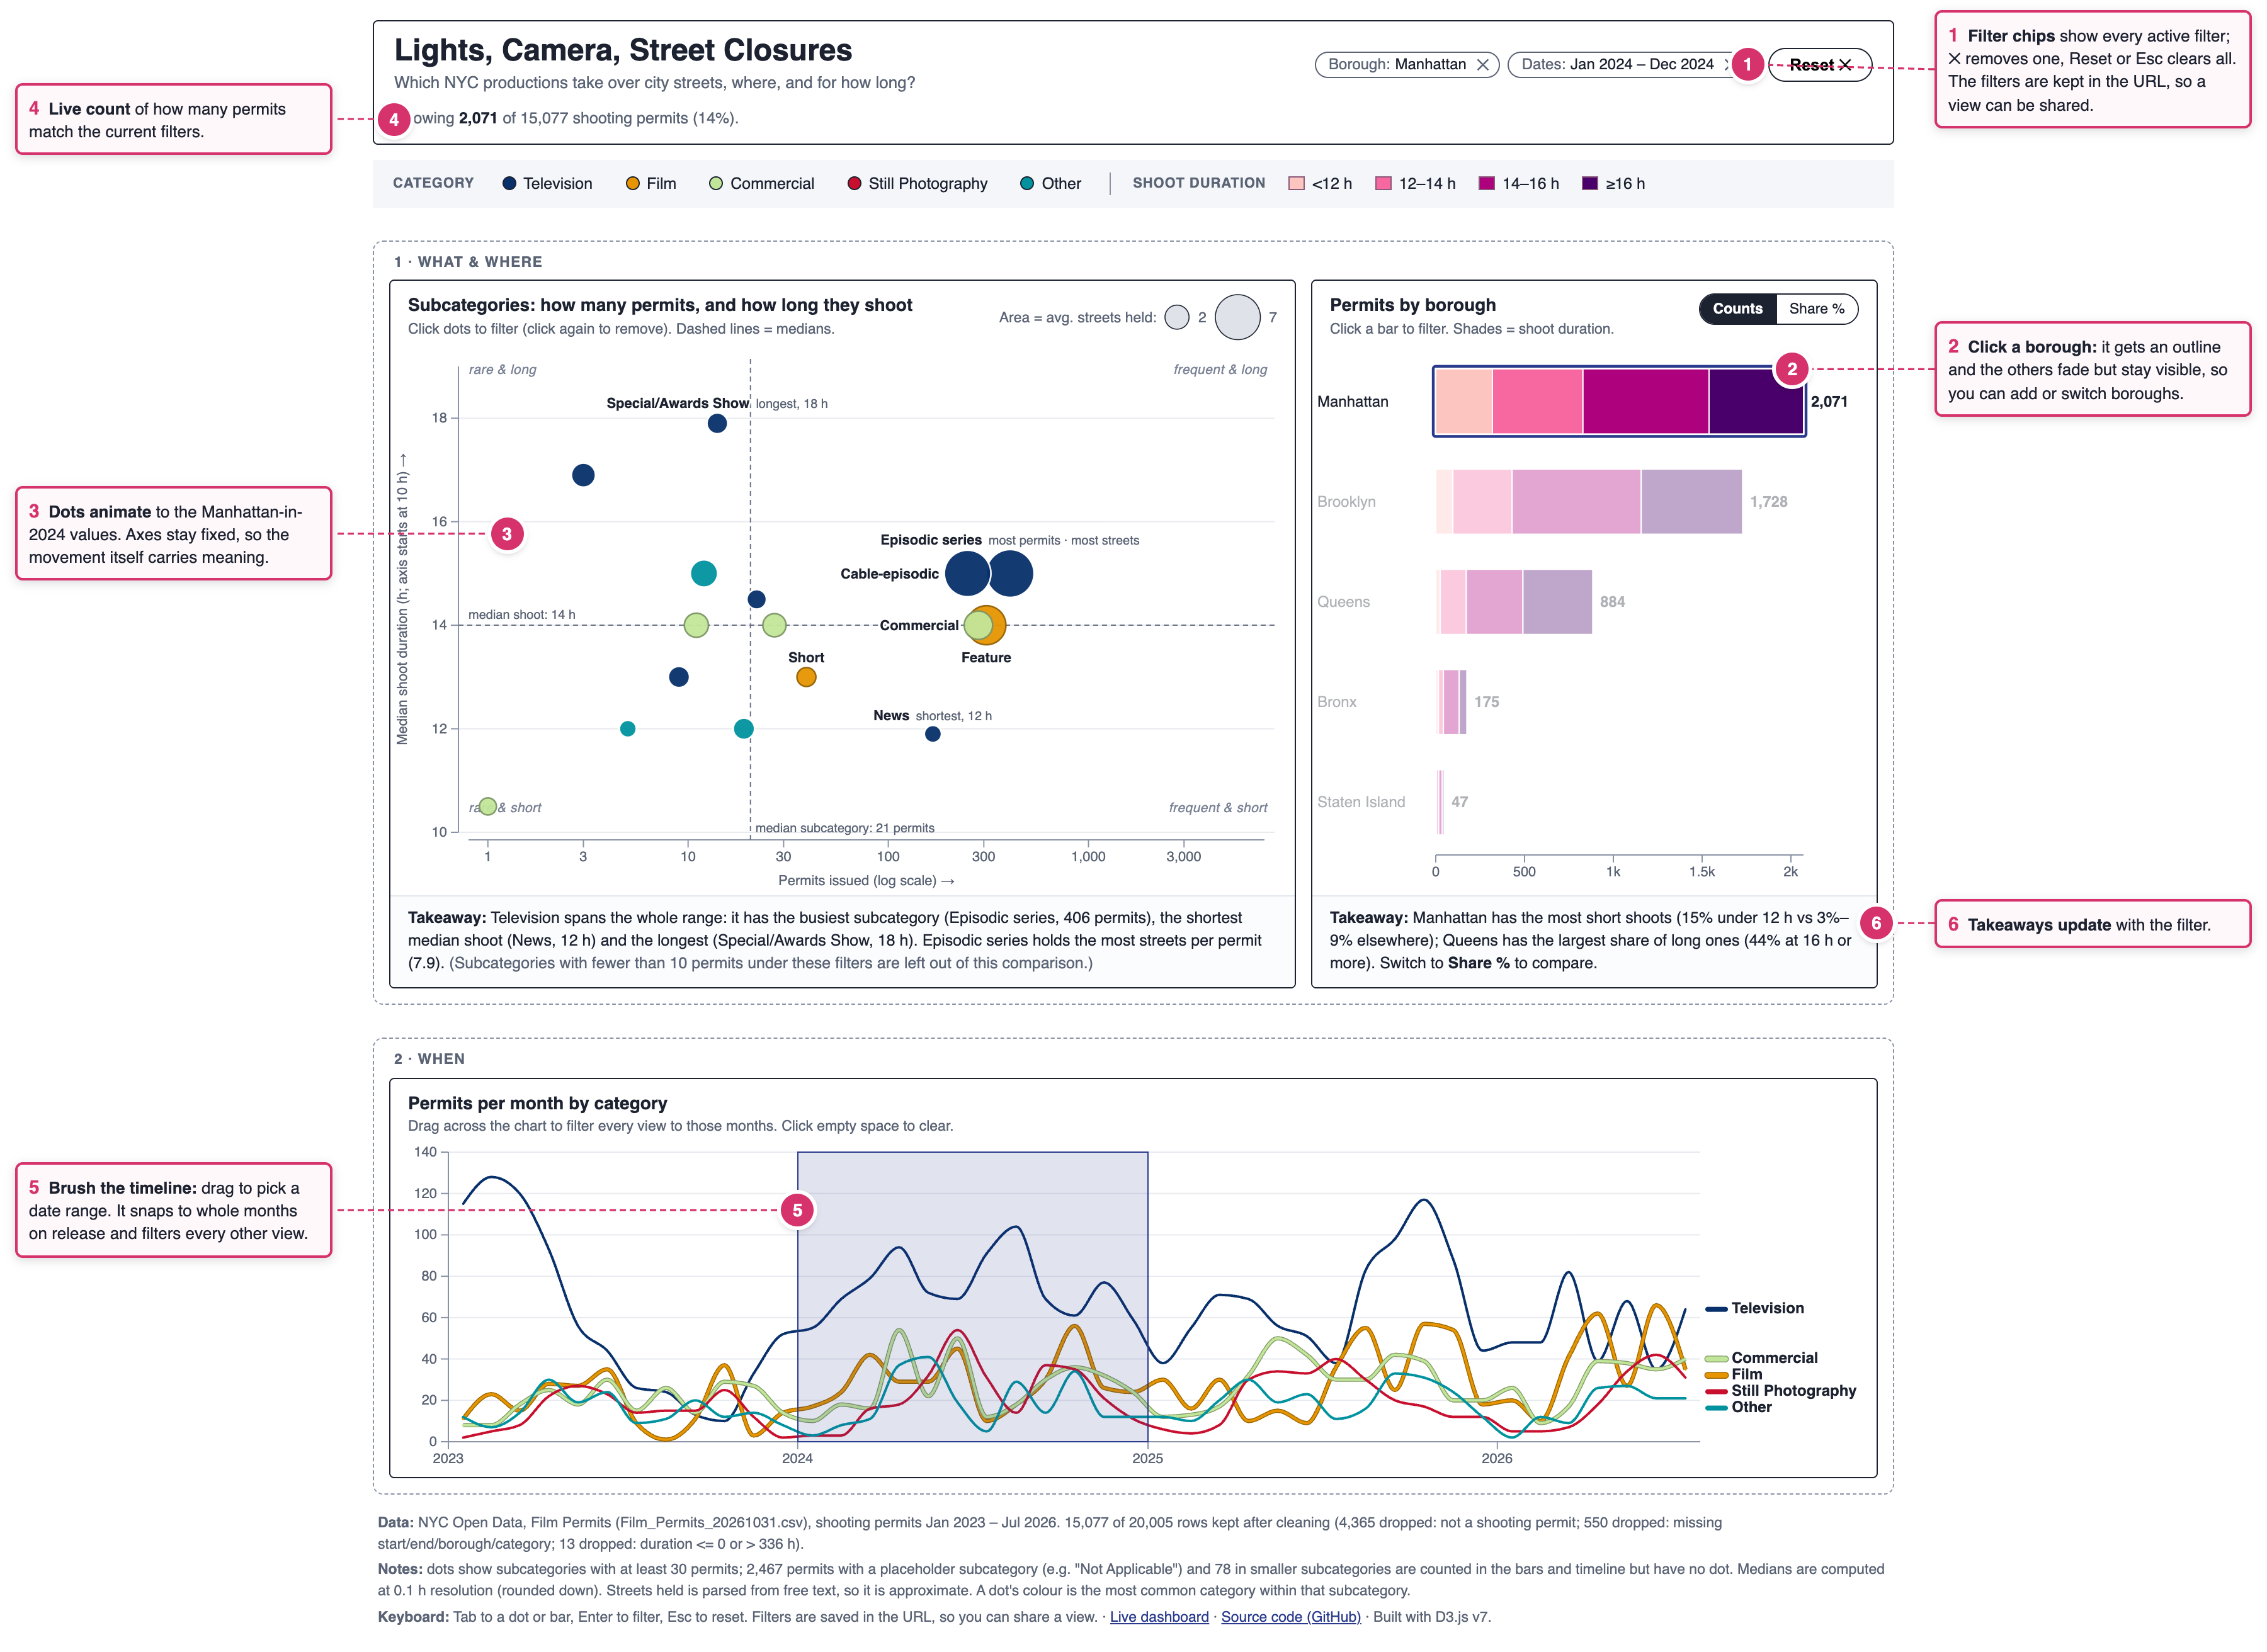 Lights, Camera, Street Closures
Which NYC productions take over city streets, where, and for how long?
owing 2,071 of 15,077 shooting permits (14%).
Borough: Manhattan ✕
Dates: Jan 2024 – Dec 2024
1
Reset ✕
1 Filter chips show every active filter;
✕ removes one, Reset or Esc clears all.
The filters are kept in the URL, so a
view can be shared.
4 Live count of how many permits
match the current filters.
4
CATEGORY Television Film Commercial Still Photography Other SHOOT DURATION <12 h 12–14 h 14–16 h ≥16 h
1 · WHAT & WHERE
Subcategories: how many permits, and how long they shoot
Click dots to filter (click again to remove). Dashed lines = medians.
Area = avg. streets held: 2 7
rare & long
frequent & long
Special/Awards Show longest, 18 h
Episodic series most permits · most streets
Cable-episodic
median shoot: 14 h
Commercial
Short
Feature
News shortest, 12 h
& short
frequent & short
median subcategory: 21 permits
18
16
14
12
10
Median shoot duration (h; axis starts at 10 h) →
1 3 10 30 100 300 1,000 3,000
Permits issued (log scale) →
Takeaway: Television spans the whole range: it has the busiest subcategory (Episodic series, 406 permits), the shortest
median shoot (News, 12 h) and the longest (Special/Awards Show, 18 h). Episodic series holds the most streets per permit
(7.9). (Subcategories with fewer than 10 permits under these filters are left out of this comparison.)
3 Dots animate to the Manhattan-in-
2024 values. Axes stay fixed, so the
movement itself carries meaning.
3
Permits by borough
Click a bar to filter. Shades = shoot duration.
Counts Share %
Manhattan 2,071
Brooklyn 1,728
Queens 884
Bronx 175
Staten Island 47
0 500 1k 1.5k 2k
Takeaway: Manhattan has the most short shoots (15% under 12 h vs 3%–
9% elsewhere); Queens has the largest share of long ones (44% at 16 h or
more). Switch to Share % to compare.
2
2 Click a borough: it gets an outline
and the others fade but stay visible, so
you can add or switch boroughs.
6
6 Takeaways update with the filter.
2 · WHEN
Permits per month by category
Drag across the chart to filter every view to those months. Click empty space to clear.
140
120
100
80
60
40
20
0
2023 2024 2025 2026
Television
Commercial
Film
Still Photography
Other
5 Brush the timeline: drag to pick a
date range. It snaps to whole months
on release and filters every other view.
5
Data: NYC Open Data, Film Permits (Film_Permits_20261031.csv), shooting permits Jan 2023 – Jul 2026. 15,077 of 20,005 rows kept after cleaning (4,365 dropped: not a shooting permit; 550 dropped: missing
start/end/borough/category; 13 dropped: duration <= 0 or > 336 h).
Notes: dots show subcategories with at least 30 permits; 2,467 permits with a placeholder subcategory (e.g. "Not Applicable") and 78 in smaller subcategories are counted in the bars and timeline but have no dot. Medians are computed
at 0.1 h resolution (rounded down). Streets held is parsed from free text, so it is approximate. A dot's colour is the most common category within that subcategory.
Keyboard: Tab to a dot or bar, Enter to filter, Esc to reset. Filters are saved in the URL, so you can share a view. · Live dashboard · Source code (GitHub) · Built with D3.js v7.